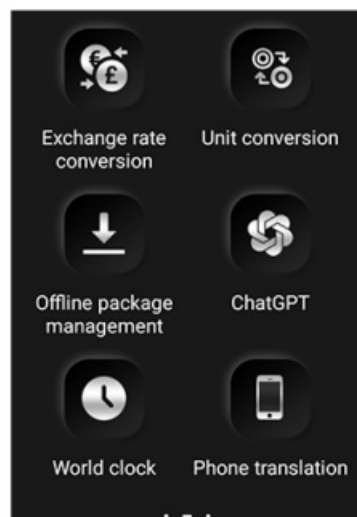 Exchange rate
conversion
Unit conversion
Offline package
management
ChatGPT
World clock
Phone translation